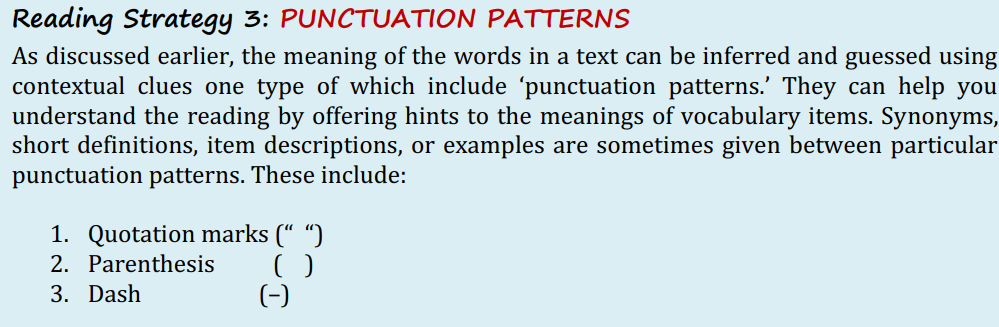 Reading Strategy 3: PUNCTUATION PATTERNS
As discussed earlier, the meaning of the words in a text can be inferred and guessed using
contextual clues one type of which include ‘punctuation patterns.’ They can help you
understand the reading by offering hints to the meanings of vocabulary items. Synonyms,
short definitions, item descriptions, or examples are sometimes given between particular
punctuation patterns. These include:
1. Quotation marks (“ “)
2. Parenthesis ( )
3. Dash (–)